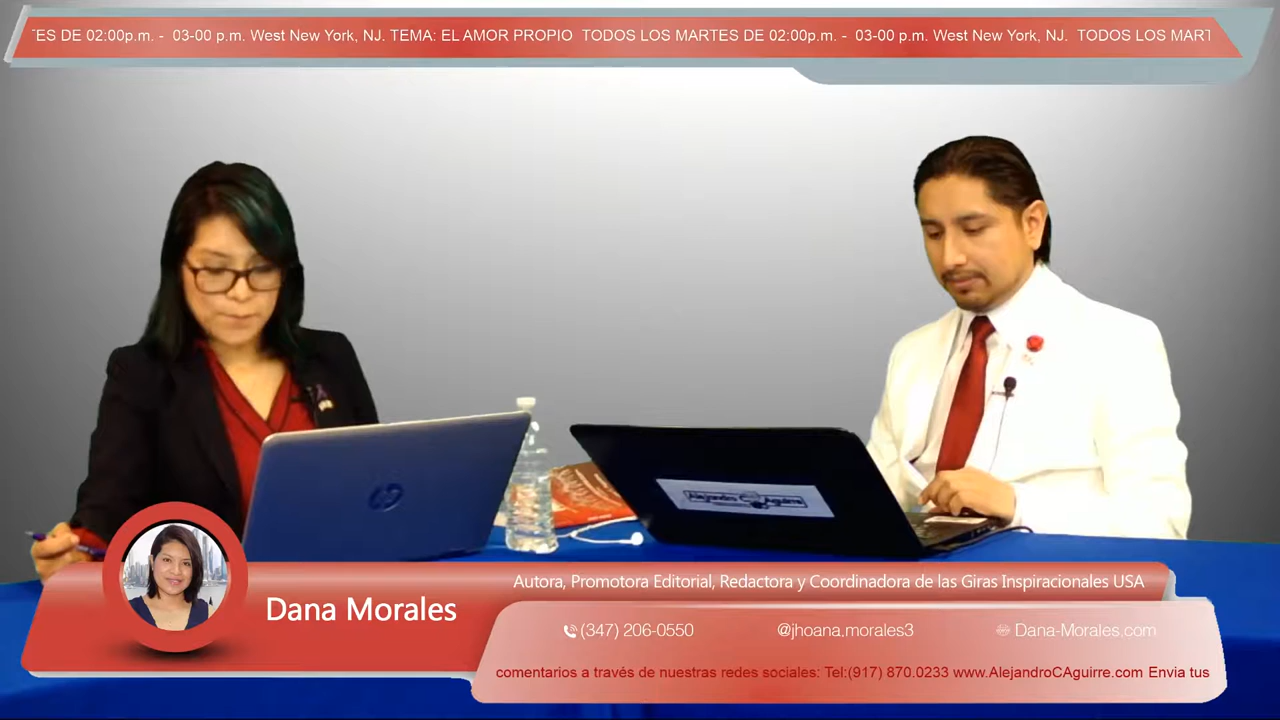 TES DE 02:00p.m. - 03-00 p.m. West New York, NJ. TEMA: EL AMOR PROPIO TODOS LOS MARTES DE 02:00p.m. - 03-00 p.m. West New York, NJ. TODOS LOS MART
hp
Alejandro C Aguirre
Autora, Promotora Editorial, Redactora y Coordinadora de las Giras Inspiracionales USA
Dana Morales
(347) 206-0550 @jhoana.morales3 Dana-Morales.com
comentarios a través de nuestras redes sociales: Tel:(917) 870.0233 www.AlejandroCAguirre.com Envia tus